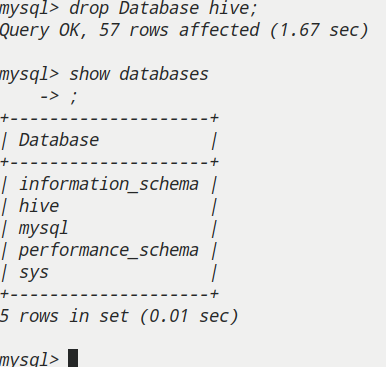 mysql> drop Database hive;
Query OK, 57 rows affected (1.67 sec)
mysql> show databases
    -> ;
+--------------------+
| Database           |
+--------------------+
| information_schema |
| hive               |
| mysql              |
| performance_schema |
| sys                |
+--------------------+
5 rows in set (0.01 sec)
mysql>